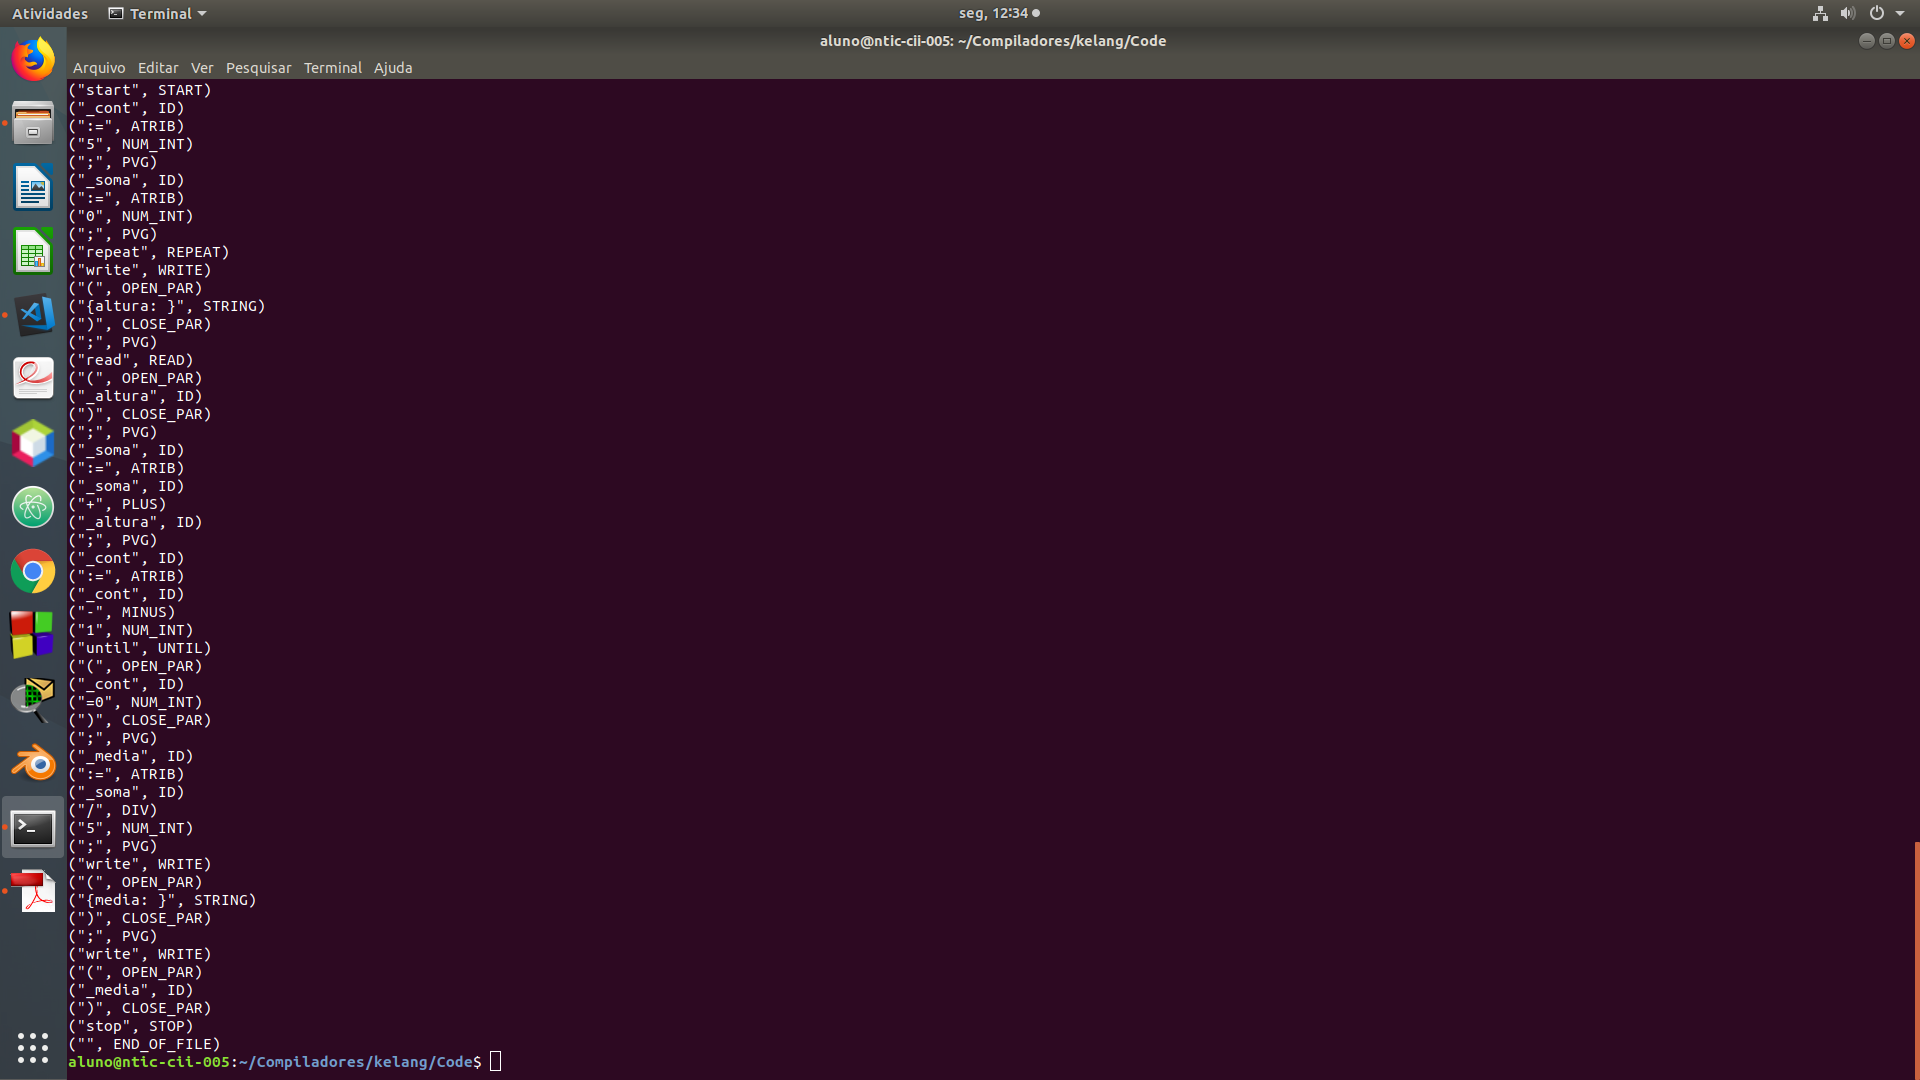 Atividades Terminal seg, 12:34
aluno@ntic-cii-005: ~/Compiladores/kelang/Code
Arquivo Editar Ver Pesquisar Terminal Ajuda
("start", START)
("_cont", ID)
(":=", ATRIB)
("5", NUM_INT)
(";", PVG)
("_soma", ID)
(":=", ATRIB)
("0", NUM_INT)
(";", PVG)
("repeat", REPEAT)
("write", WRITE)
("(", OPEN_PAR)
("{altura: }", STRING)
(")", CLOSE_PAR)
(";", PVG)
("read", READ)
("(", OPEN_PAR)
("_altura", ID)
(")", CLOSE_PAR)
(";", PVG)
("_soma", ID)
(":=", ATRIB)
("_soma", ID)
("+", PLUS)
("_altura", ID)
(";", PVG)
("_cont", ID)
(":=", ATRIB)
("_cont", ID)
("-", MINUS)
("1", NUM_INT)
("until", UNTIL)
("(", OPEN_PAR)
("_cont", ID)
("=0", NUM_INT)
(")", CLOSE_PAR)
(";", PVG)
("_media", ID)
(":=", ATRIB)
("_soma", ID)
("/", DIV)
("5", NUM_INT)
(";", PVG)
("write", WRITE)
("(", OPEN_PAR)
("{media: }", STRING)
(")", CLOSE_PAR)
(";", PVG)
("write", WRITE)
("(", OPEN_PAR)
("_media", ID)
(")", CLOSE_PAR)
("stop", STOP)
("", END_OF_FILE)
aluno@ntic-cii-005:~/Compiladores/kelang/Code$